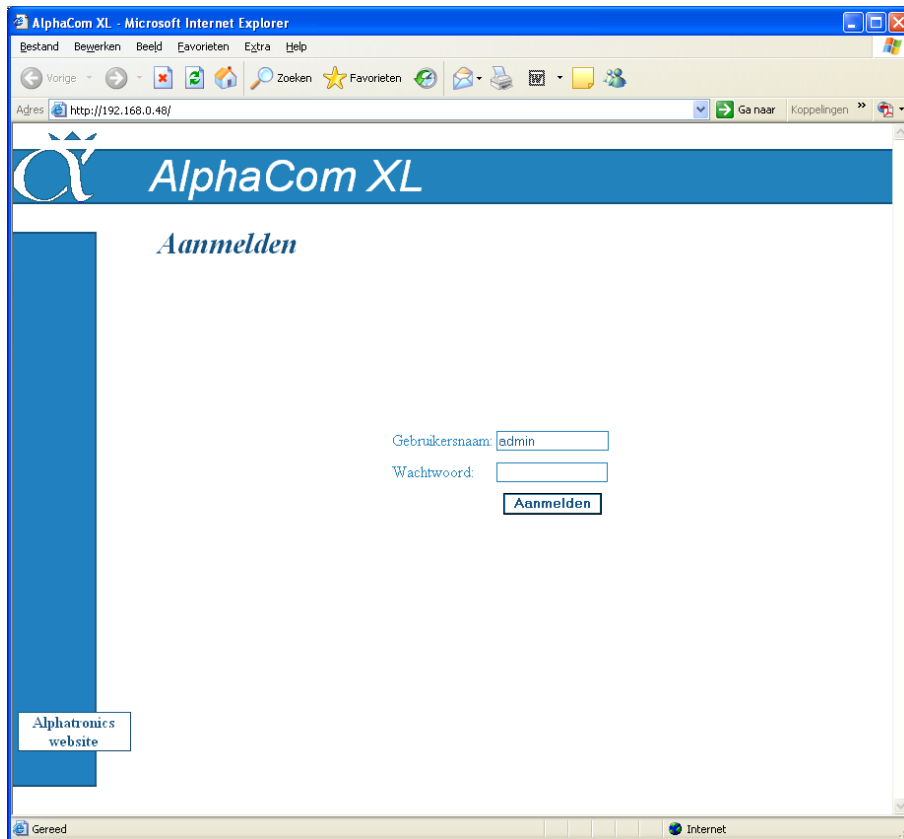 AlphaCom XL - Microsoft Internet Explorer
Bestand Bewerken Beeld Favorieten Extra Help
Vorige Zoeken Favorieten
Adres http://192.168.0.48/ Ga naar Koppelingen »
AlphaCom XL
Aanmelden
Gebruikersnaam: admin
Wachtwoord:
Aanmelden
Alphatronics
website
Gereed Internet